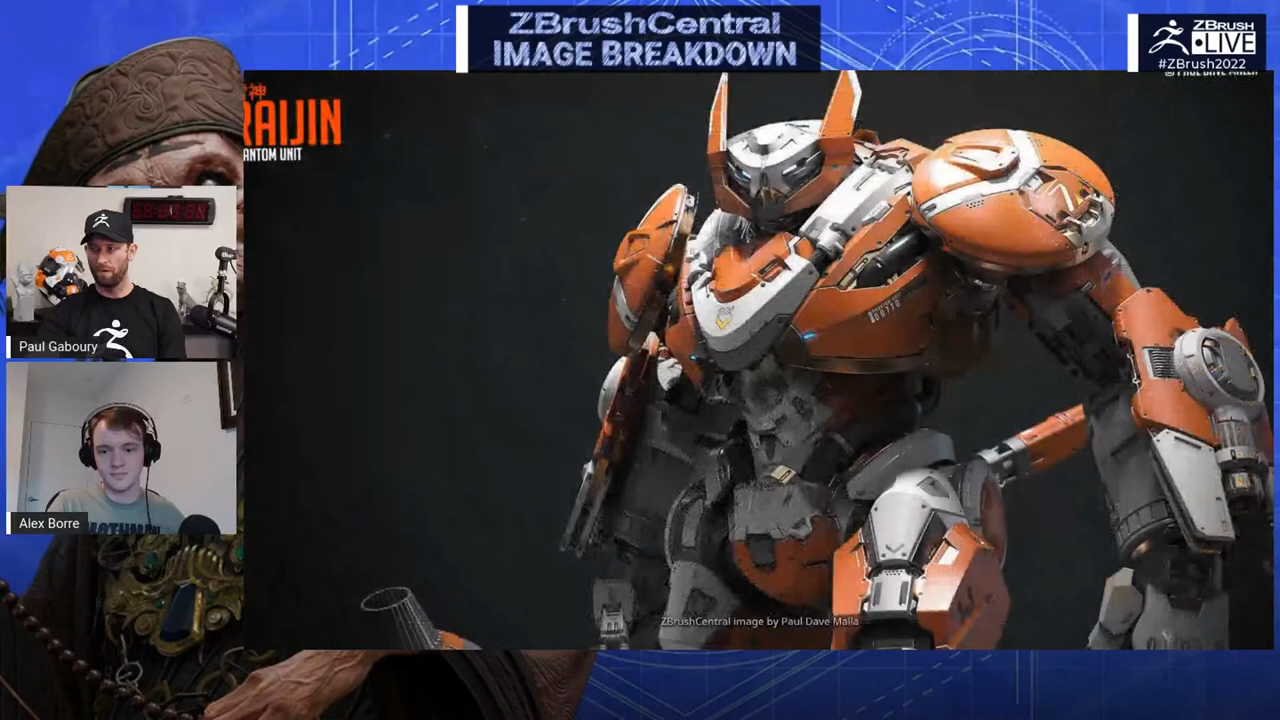 ZBrushCentral
IMAGE BREAKDOWN
ZBRUSH
LIVE
#ZBrush2022
神
RAIJIN
ANTOM UNIT
Paul Gaboury
Alex Borre
ZBrushCentral image by Paul Dave Malla